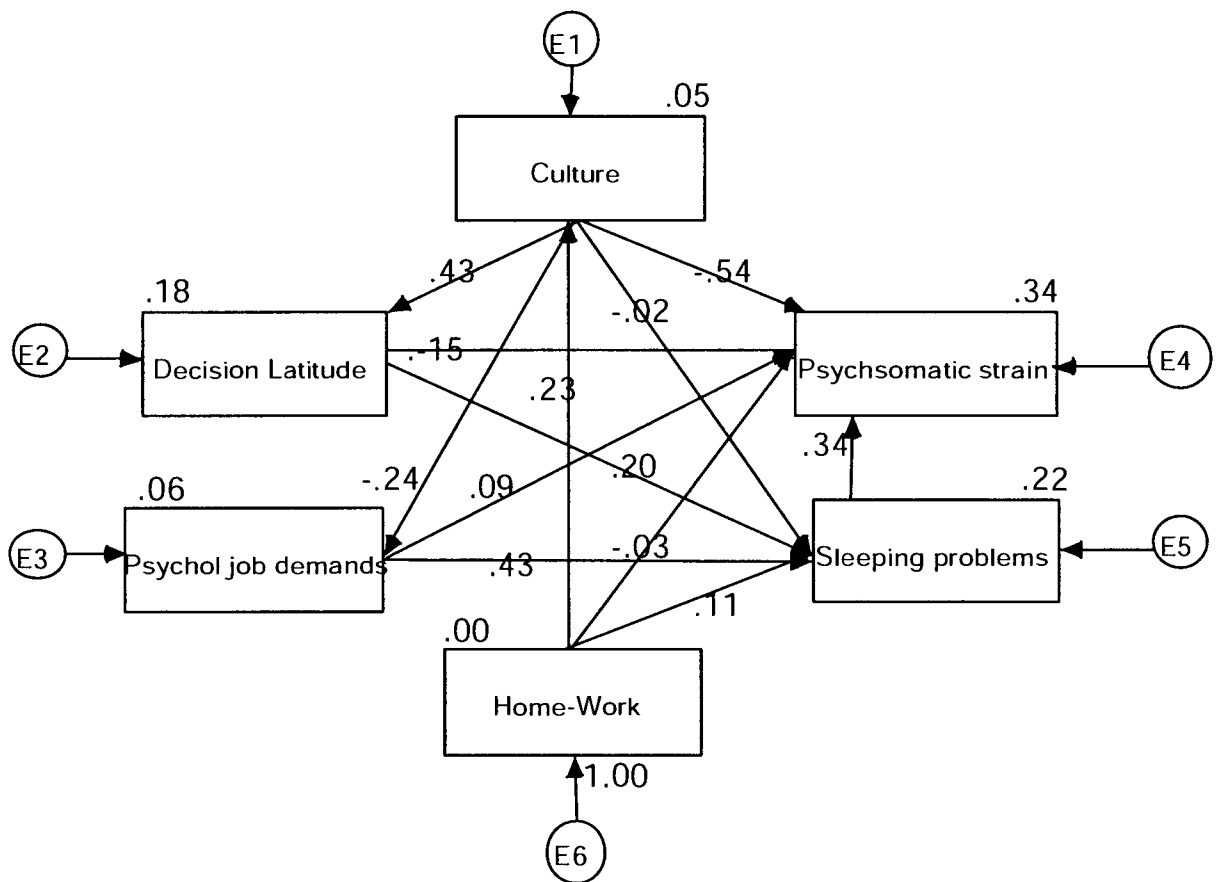 E1
.05
Culture
.43
-.54
.18
.34
-.02
E2
Decision Latitude
.-15
Psychsomatic strain
E4
.23
.34
.20
-.24
.09
.06
.22
E3
Psychol job demands
.43
-.03
Sleeping problems
E5
.11
.00
Home-Work
1.00
E6